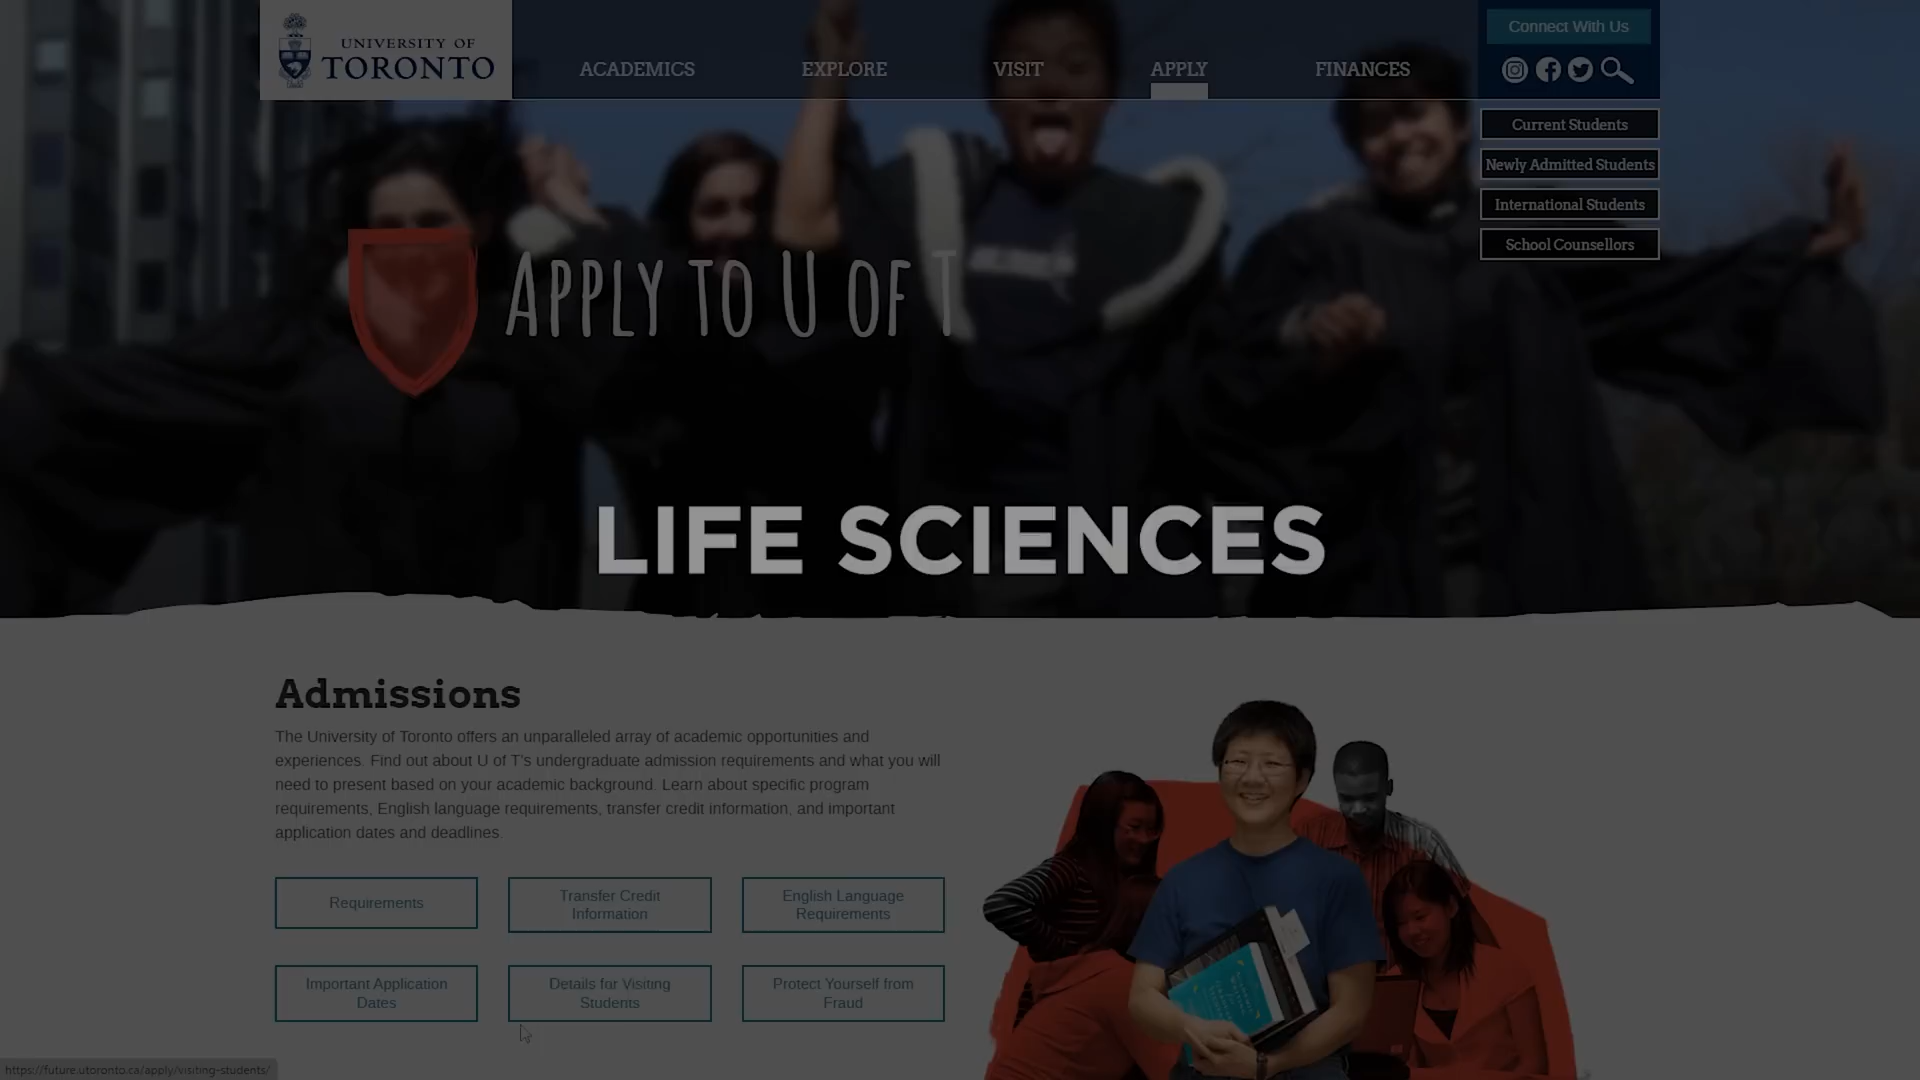 UNIVERSITY OF
TORONTO
ACADEMICS
EXPLORE
VISIT
APPLY
FINANCES
Connect With Us
Current Students
Newly Admitted Students
International Students
School Counsellors
APPLY TO U OF T
LIFE SCIENCES
Admissions
The University of Toronto offers an unparalleled array of academic opportunities and
experiences. Find out about U of T's undergraduate admission requirements and what you will
need to present based on your academic background. Learn about specific program
requirements, English language requirements, transfer credit information, and important
application dates and deadlines.
Requirements
Transfer Credit
Information
English Language
Requirements
Important Application
Dates
Details for Visiting
Students
Protect Yourself from
Fraud
https://future.utoronto.ca/apply/visiting-students/